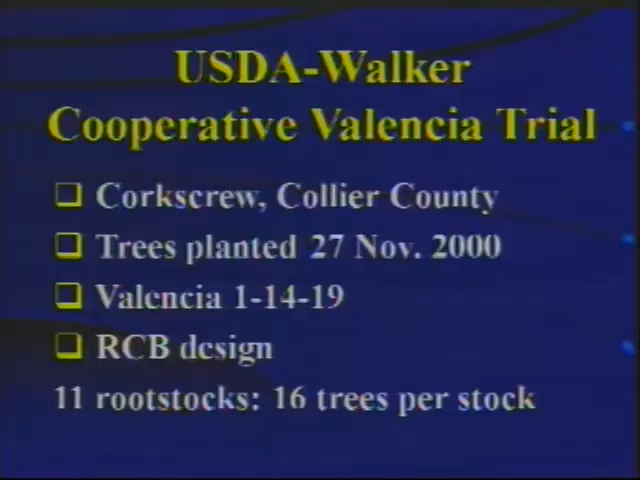 USDA-Walker
Cooperative Valencia Trial
Corkscrew, Collier County
Trees planted 27 Nov. 2000
Valencia 1-14-19
RCB design
11 rootstocks: 16 trees per stock